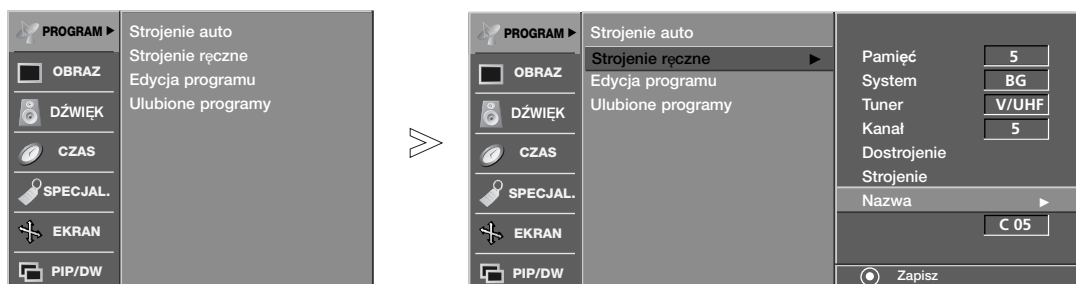 PROGRAM
OBRAZ
DŹWIĘK
CZAS
SPECJAL.
EKRAN
PIP/DW
Strojenie auto
Strojenie ręczne
Edycja programu
Ulubione programy
PROGRAM
OBRAZ
DŹWIĘK
CZAS
SPECJAL.
EKRAN
PIP/DW
Strojenie auto
Strojenie ręczne
Edycja programu
Ulubione programy
Pamięć 5
System BG
Tuner V/UHF
Kanał 5
Dostrojenie
Strojenie
Nazwa
C 05
Zapisz